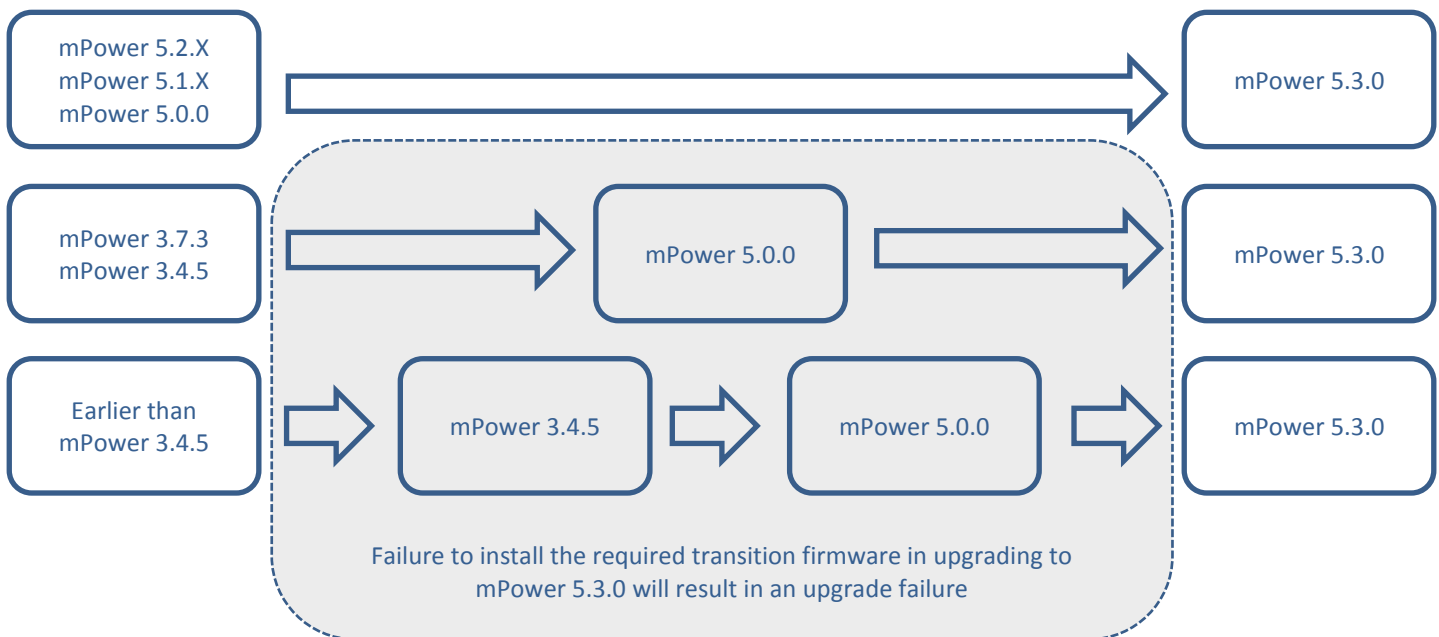 mPower 5.2.X
mPower 5.1.X
mPower 5.0.0
mPower 5.3.0
mPower 3.7.3
mPower 3.4.5
mPower 5.0.0
mPower 5.3.0
Earlier than
mPower 3.4.5
mPower 3.4.5
mPower 5.0.0
mPower 5.3.0
Failure to install the required transition firmware in upgrading to
mPower 5.3.0 will result in an upgrade failure